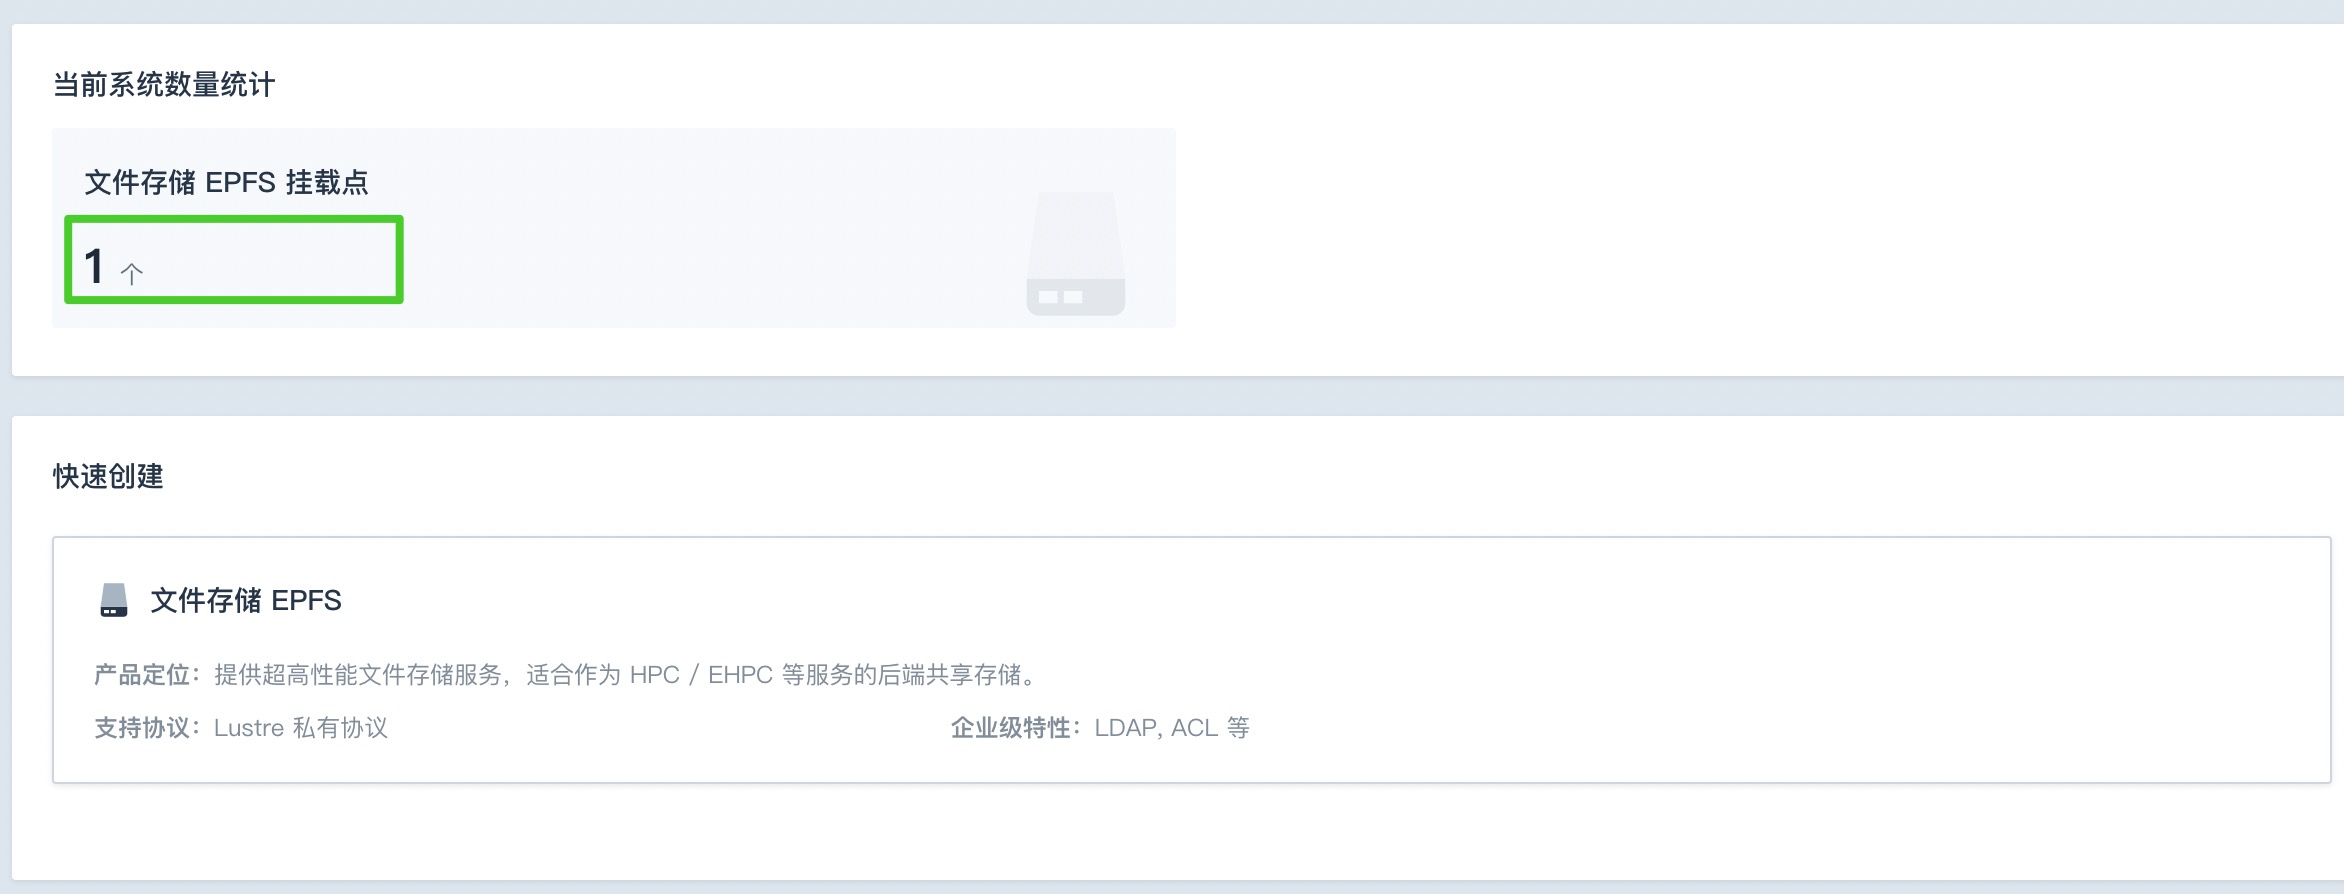 当前系统数量统计
文件存储 EPFS 挂载点
1 个
快速创建
文件存储 EPFS
产品定位：提供超高性能文件存储服务，适合作为 HPC / EHPC 等服务的后端共享存储。
支持协议：Lustre 私有协议 企业级特性：LDAP, ACL 等